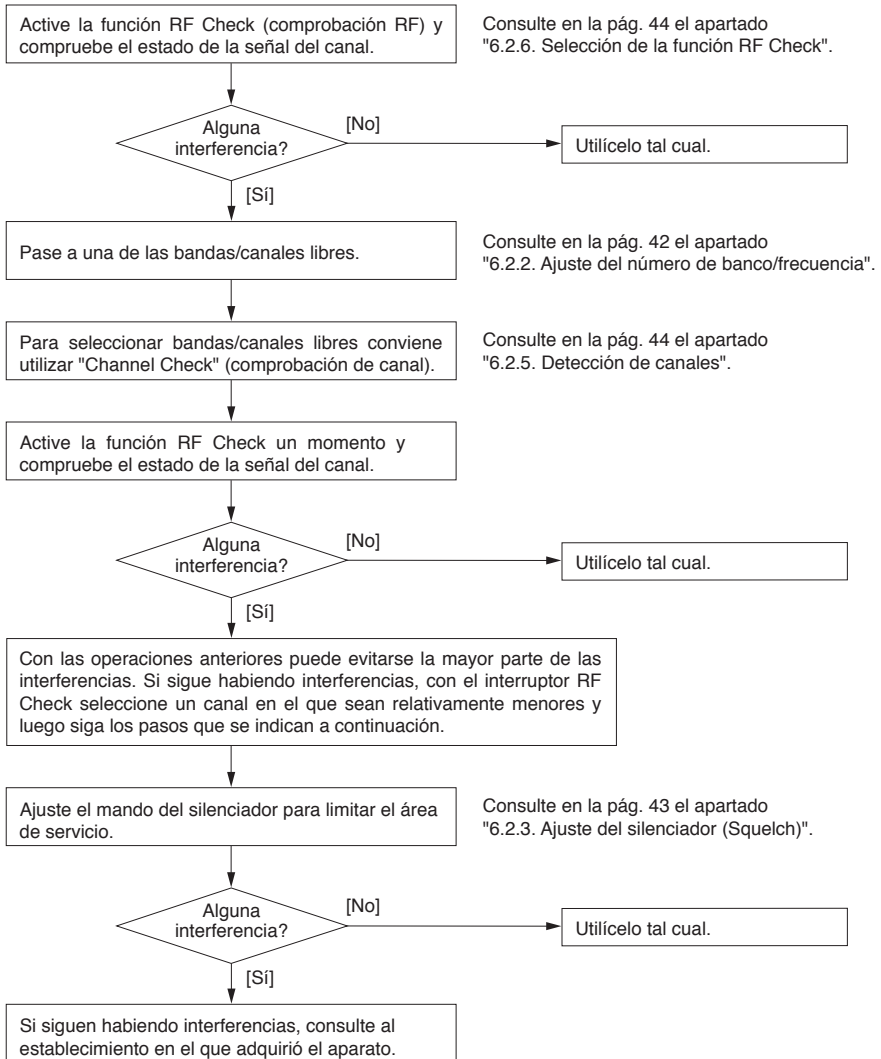 Active la función RF Check (comprobación RF) y
compruebe el estado de la señal del canal.
Consulte en la pág. 44 el apartado
"6.2.6. Selección de la función RF Check".
Alguna
interferencia?
[No]
Utilícelo tal cual.
[Sí]
Pase a una de las bandas/canales libres.
Consulte en la pág. 42 el apartado
"6.2.2. Ajuste del número de banco/frecuencia".
Para seleccionar bandas/canales libres conviene
utilizar "Channel Check" (comprobación de canal).
Consulte en la pág. 44 el apartado
"6.2.5. Detección de canales".
Active la función RF Check un momento y
compruebe el estado de la señal del canal.
Alguna
interferencia?
[No]
Utilícelo tal cual.
[Sí]
Con las operaciones anteriores puede evitarse la mayor parte de las
interferencias. Si sigue habiendo interferencias, con el interruptor RF
Check seleccione un canal en el que sean relativamente menores y
luego siga los pasos que se indican a continuación.
Ajuste el mando del silenciador para limitar el área
de servicio.
Consulte en la pág. 43 el apartado
"6.2.3. Ajuste del silenciador (Squelch)".
Alguna
interferencia?
[No]
Utilícelo tal cual.
[Sí]
Si siguen habiendo interferencias, consulte al
establecimiento en el que adquirió el aparato.